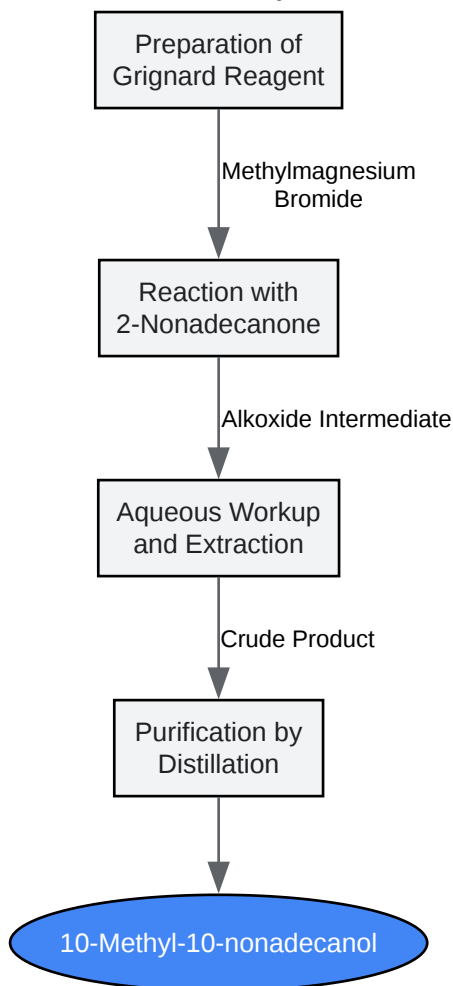 Preparation of
Grignard Reagent
Methylmagnesium
Bromide
Reaction with
2-Nonadecanone
Alkoxide Intermediate
Aqueous Workup
and Extraction
Crude Product
Purification by
Distillation
10-Methyl-10-nonadecanol